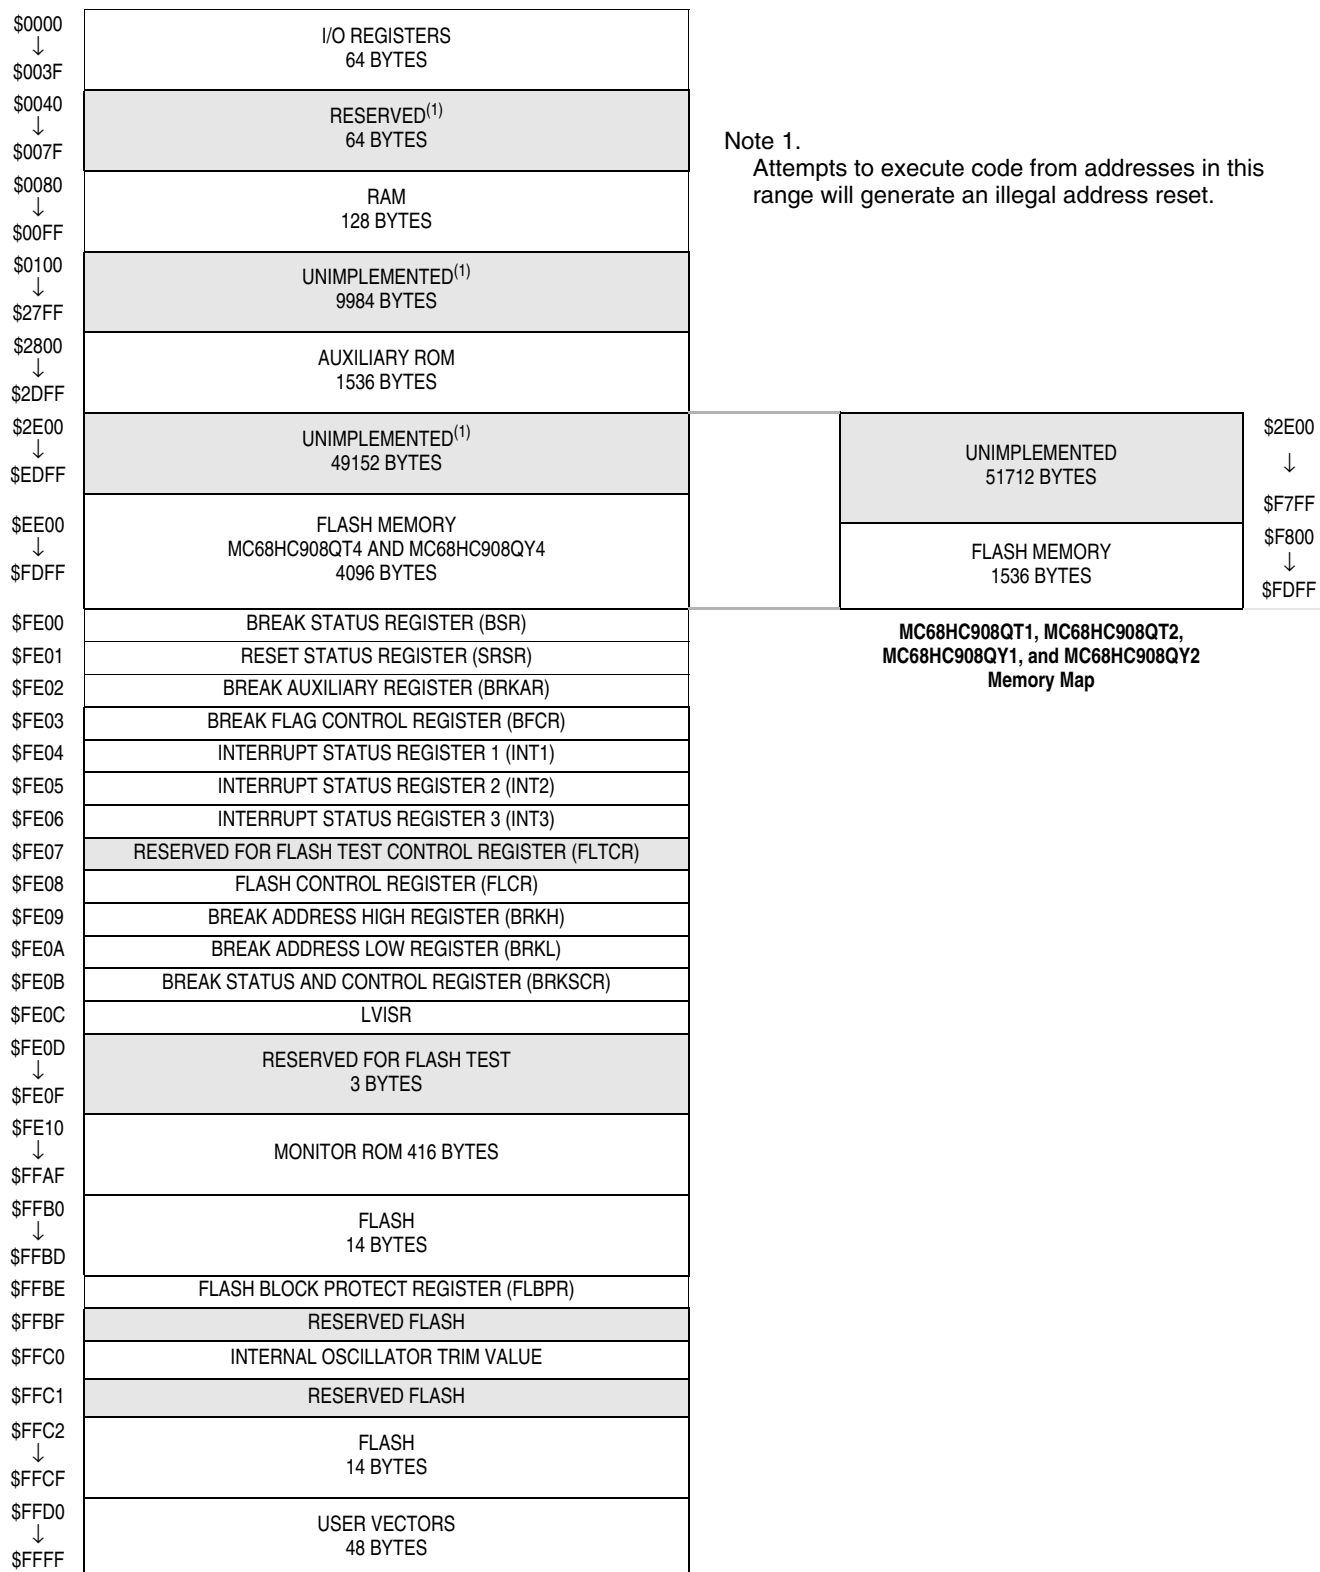 $0000
↓
$003F
I/O REGISTERS
64 BYTES
$0040
↓
$007F
RESERVED(1)
64 BYTES
Note 1.
Attempts to execute code from addresses in this
range will generate an illegal address reset.
$0080
↓
$00FF
RAM
128 BYTES
$0100
↓
$27FF
UNIMPLEMENTED(1)
9984 BYTES
$2800
↓
$2DFF
AUXILIARY ROM
1536 BYTES
$2E00
↓
$EDFF
UNIMPLEMENTED(1)
49152 BYTES
UNIMPLEMENTED
51712 BYTES
$2E00
↓
$F7FF
$EE00
↓
$FDFF
FLASH MEMORY
MC68HC908QT4 AND MC68HC908QY4
4096 BYTES
FLASH MEMORY
1536 BYTES
$F800
↓
$FDFF
MC68HC908QT1, MC68HC908QT2,
MC68HC908QY1, and MC68HC908QY2
Memory Map
$FE00 BREAK STATUS REGISTER (BSR)
$FE01 RESET STATUS REGISTER (SRSR)
$FE02 BREAK AUXILIARY REGISTER (BRKAR)
$FE03 BREAK FLAG CONTROL REGISTER (BFCR)
$FE04 INTERRUPT STATUS REGISTER 1 (INT1)
$FE05 INTERRUPT STATUS REGISTER 2 (INT2)
$FE06 INTERRUPT STATUS REGISTER 3 (INT3)
$FE07 RESERVED FOR FLASH TEST CONTROL REGISTER (FLTCR)
$FE08 FLASH CONTROL REGISTER (FLCR)
$FE09 BREAK ADDRESS HIGH REGISTER (BRKH)
$FE0A BREAK ADDRESS LOW REGISTER (BRKL)
$FE0B BREAK STATUS AND CONTROL REGISTER (BRKSCR)
$FE0C LVISR
$FE0D
↓
$FE0F
RESERVED FOR FLASH TEST
3 BYTES
$FE10
↓
$FFAF
MONITOR ROM 416 BYTES
$FFB0
↓
$FFBD
FLASH
14 BYTES
$FFBE FLASH BLOCK PROTECT REGISTER (FLBPR)
$FFBF RESERVED FLASH
$FFC0 INTERNAL OSCILLATOR TRIM VALUE
$FFC1 RESERVED FLASH
$FFC2
↓
$FFCF
FLASH
14 BYTES
$FFD0
↓
$FFFF
USER VECTORS
48 BYTES